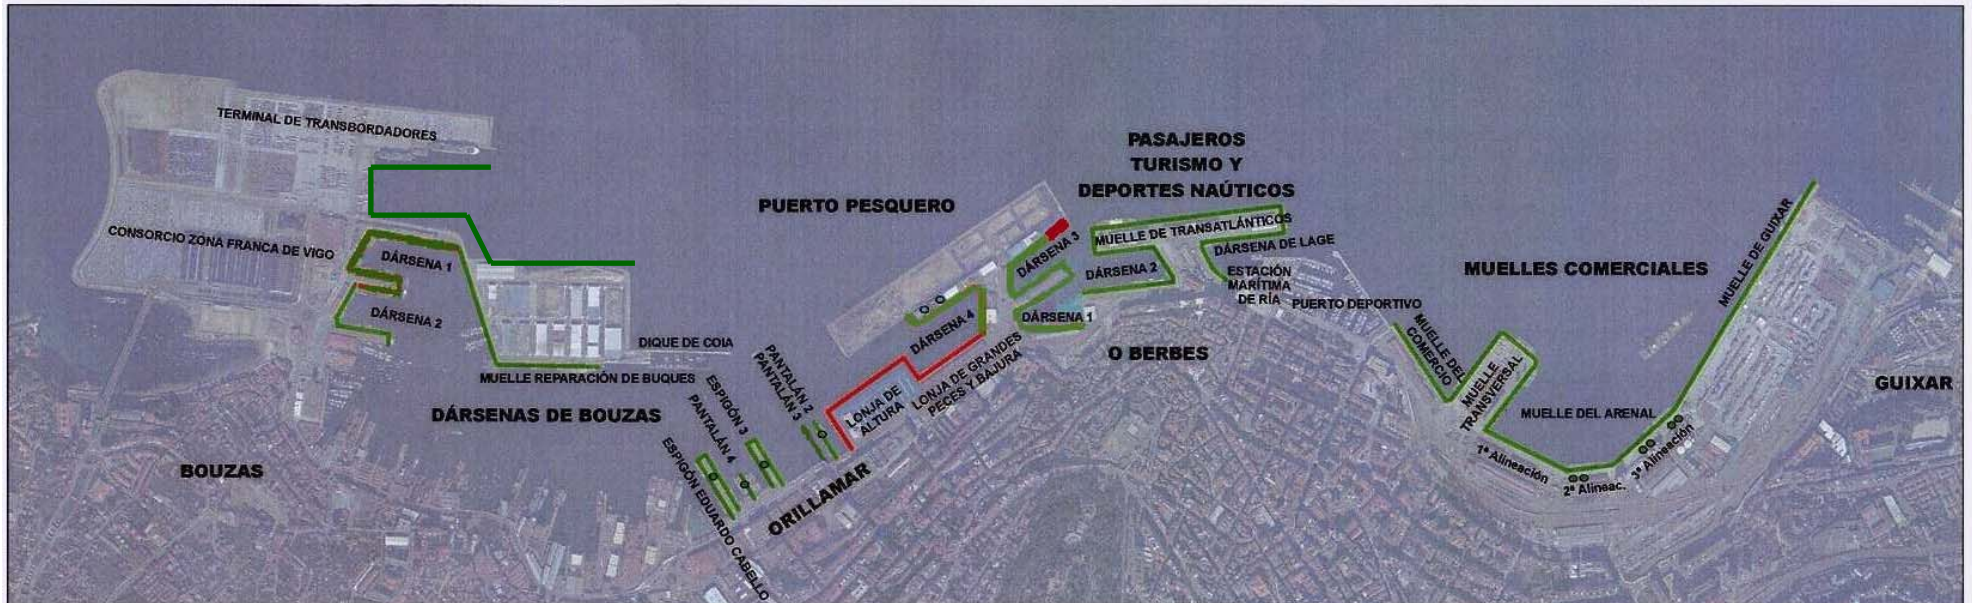 TERMINAL DE TRANSBORDADORES
CONSORCIO ZONA FRANCA DE VIGO
DÁRSENA 1
DÁRSENA 2
DIQUE DE COIA
MUELLE REPARACIÓN DE BUQUES
DÁRSENAS DE BOUZAS
BOUZAS
PANTALÁN 2
PANTALÁN 3
ESPIGÓN 3
PANTALÁN 4
ESPIGÓN EDUARDO CABELLO
ORILLAMAR
PUERTO PESQUERO
LONJA DE
ALTURA
LONJA DE GRANDES
PECES Y BAJURA
DÁRSENA 4
DÁRSENA 3
DÁRSENA 1
PASAJEROS
TURISMO Y
DEPORTES NAÚTICOS
MUELLE DE TRANSATLÁNTICOS
DÁRSENA 2
DÁRSENA DE LAGE
ESTACIÓN
MARÍTIMA
DE RÍA
O BERBES
PUERTO DEPORTIVO
MUELLE DEL
COMERCIO
MUELLE
TRANSVERSAL
MUELLES COMERCIALES
MUELLE DEL ARENAL
1ª Alineación
2ª Alineac.
3ª Alineación
MUELLE DE GUIXAR
GUIXAR